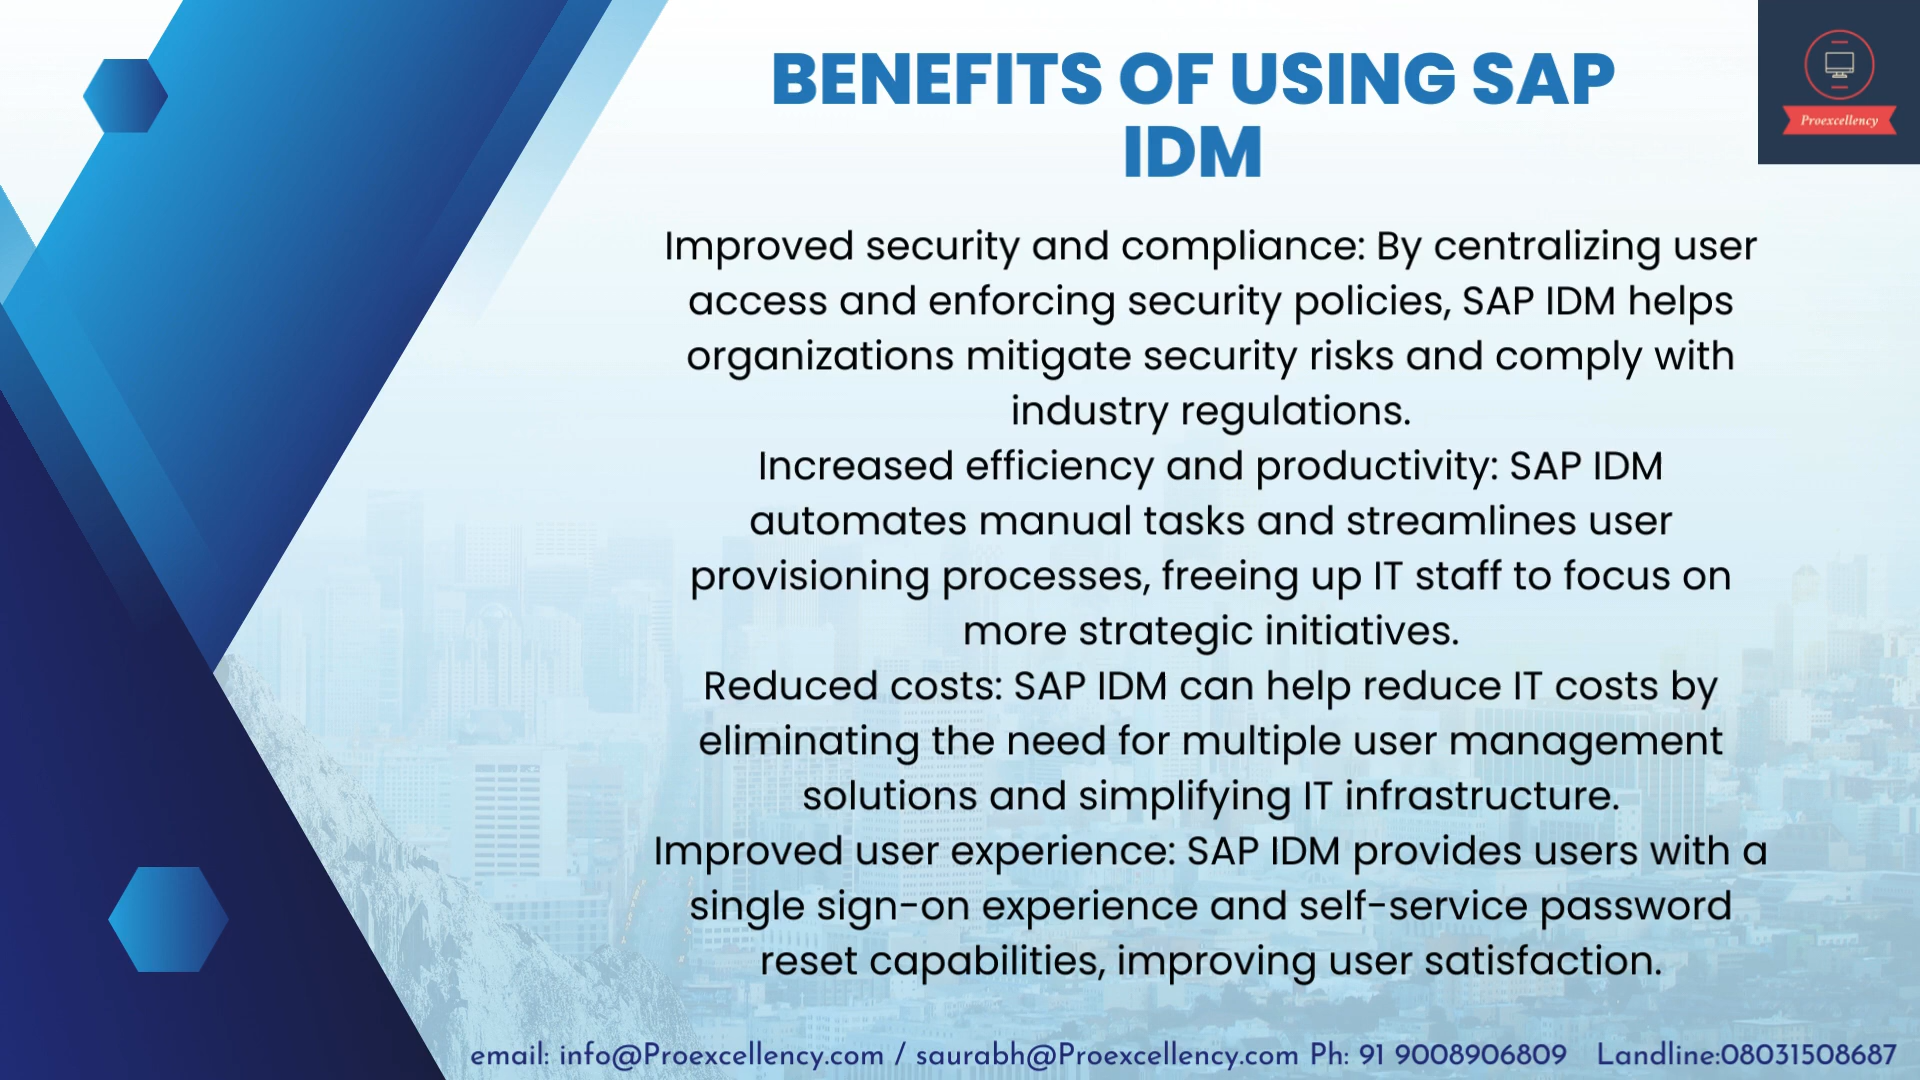 BENEFITS OF USING SAP
IDM
Proexcellency
Improved security and compliance: By centralizing user
access and enforcing security policies, SAP IDM helps
organizations mitigate security risks and comply with
industry regulations.
Increased efficiency and productivity: SAP IDM
automates manual tasks and streamlines user
provisioning processes, freeing up IT staff to focus on
more strategic initiatives.
Reduced costs: SAP IDM can help reduce IT costs by
eliminating the need for multiple user management
solutions and simplifying IT infrastructure.
Improved user experience: SAP IDM provides users with a
single sign-on experience and self-service password
reset capabilities, improving user satisfaction.
email: info@Proexcellency.com / saurabh@Proexcellency.com Ph: 91 9008906809 Landline:08031508687